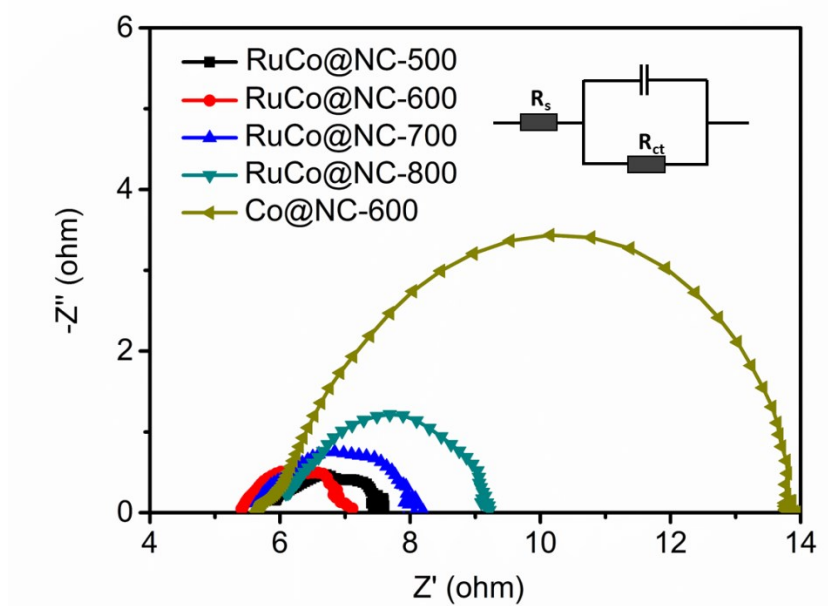 6
RuCo@NC-500
RuCo@NC-600
RuCo@NC-700
RuCo@NC-800
Co@NC-600
Rs
Rct
4
2
0
-Z" (ohm)
4 6 8 10 12 14
Z' (ohm)